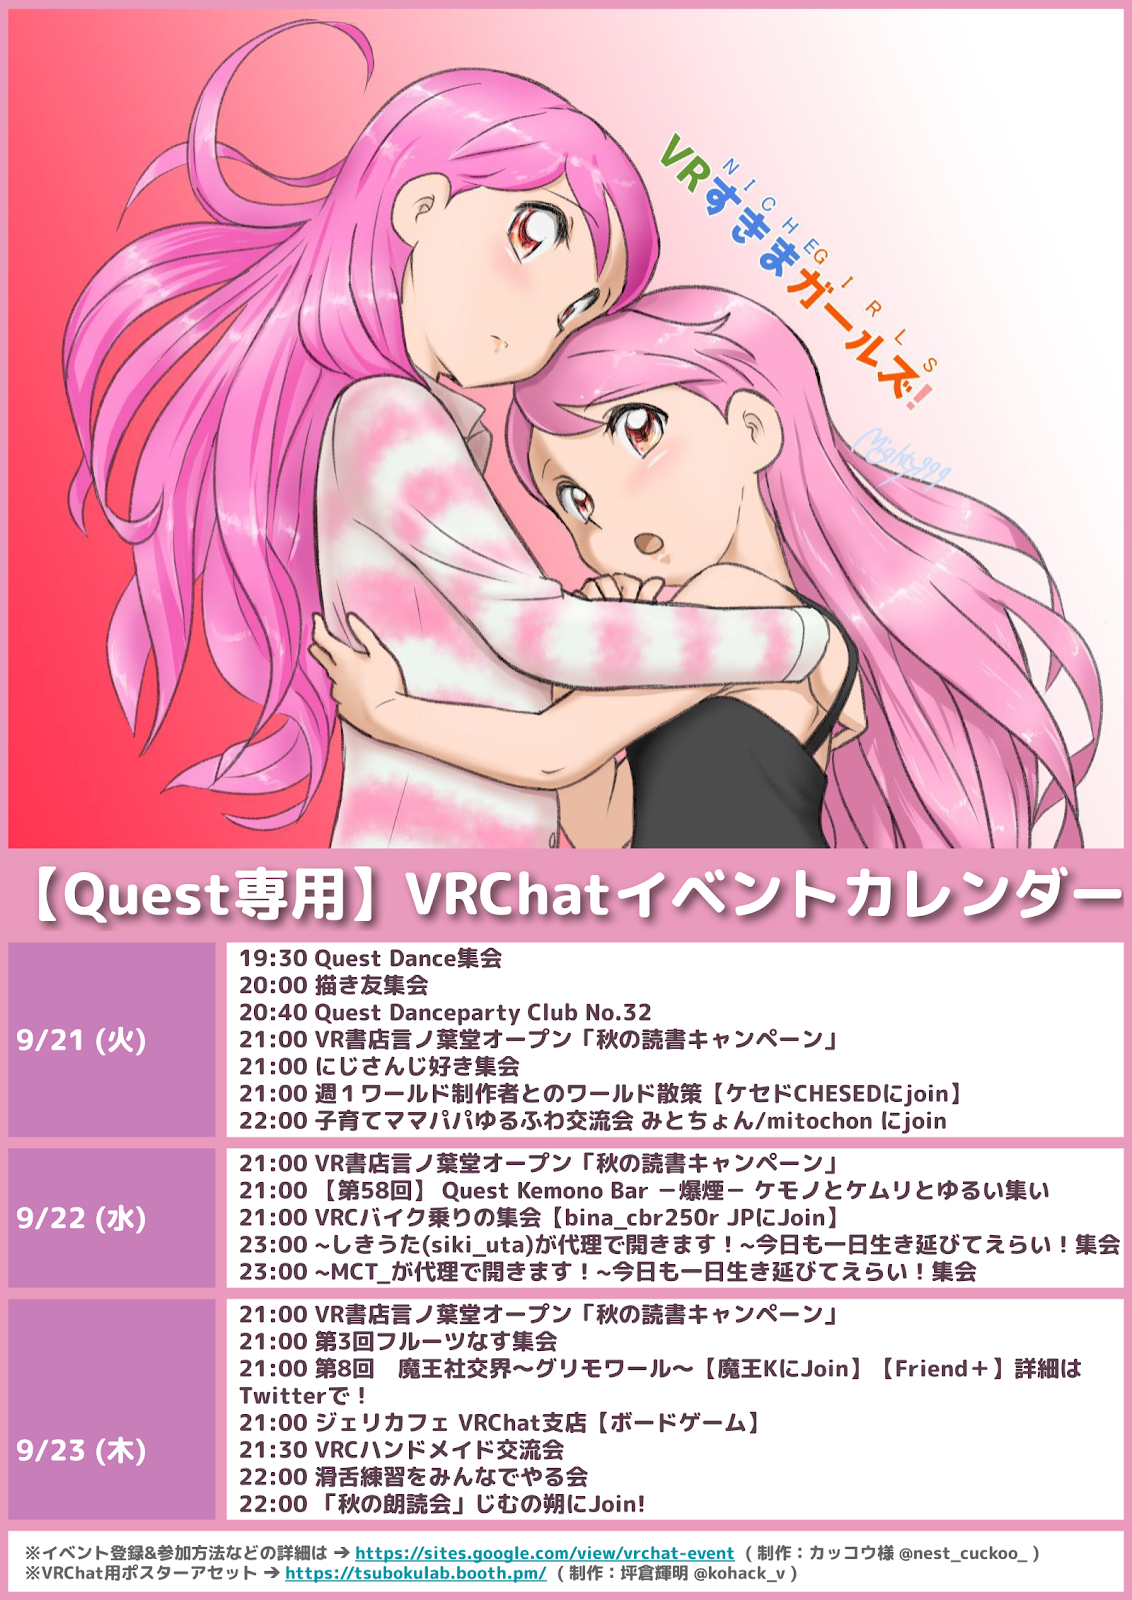 VRすきまガールズ!
NICHEGIRLS
Mighty999
【Quest専用】VRChatイベントカレンダー
9/21 (火)
19:30 Quest Dance集会
20:00 描き友集会
20:40 Quest Danceparty Club No.32
21:00 VR書店言ノ葉堂オープン「秋の読書キャンペーン」
21:00 にじさんじ好き集会
21:00 週１ワールド制作者とのワールド散策【ケセドCHESEDにjoin】
22:00 子育てママパパゆるふわ交流会 みとちょん/mitochon にjoin
9/22 (水)
21:00 VR書店言ノ葉堂オープン「秋の読書キャンペーン」
21:00 【第58回】 Quest Kemono Bar －爆煙－ ケモノとケムリとゆるい集い
21:00 VRCバイク乗りの集会【bina_cbr250r JPにJoin】
23:00 ~しきうた(siki_uta)が代理で開きます！~今日も一日生き延びてえらい！集会
23:00 ~MCT_が代理で開きます！~今日も一日生き延びてえらい！集会
9/23 (木)
21:00 VR書店言ノ葉堂オープン「秋の読書キャンペーン」
21:00 第3回フルーツなす集会
21:00 第8回　魔王社交界～グリモワール～【魔王KにJoin】【Friend＋】詳細は
Twitterで！
21:00 ジェリカフェ VRChat支店【ボードゲーム】
21:30 VRCハンドメイド交流会
22:00 滑舌練習をみんなでやる会
22:00 「秋の朗読会」じむの朔にJoin!
※イベント登録&参加方法などの詳細は → https://sites.google.com/view/vrchat-event （制作：カッコウ様 @nest_cuckoo_ ）
※VRChat用ポスターアセット → https://tsubokulab.booth.pm/ （制作：坪倉輝明 @kohack_v ）